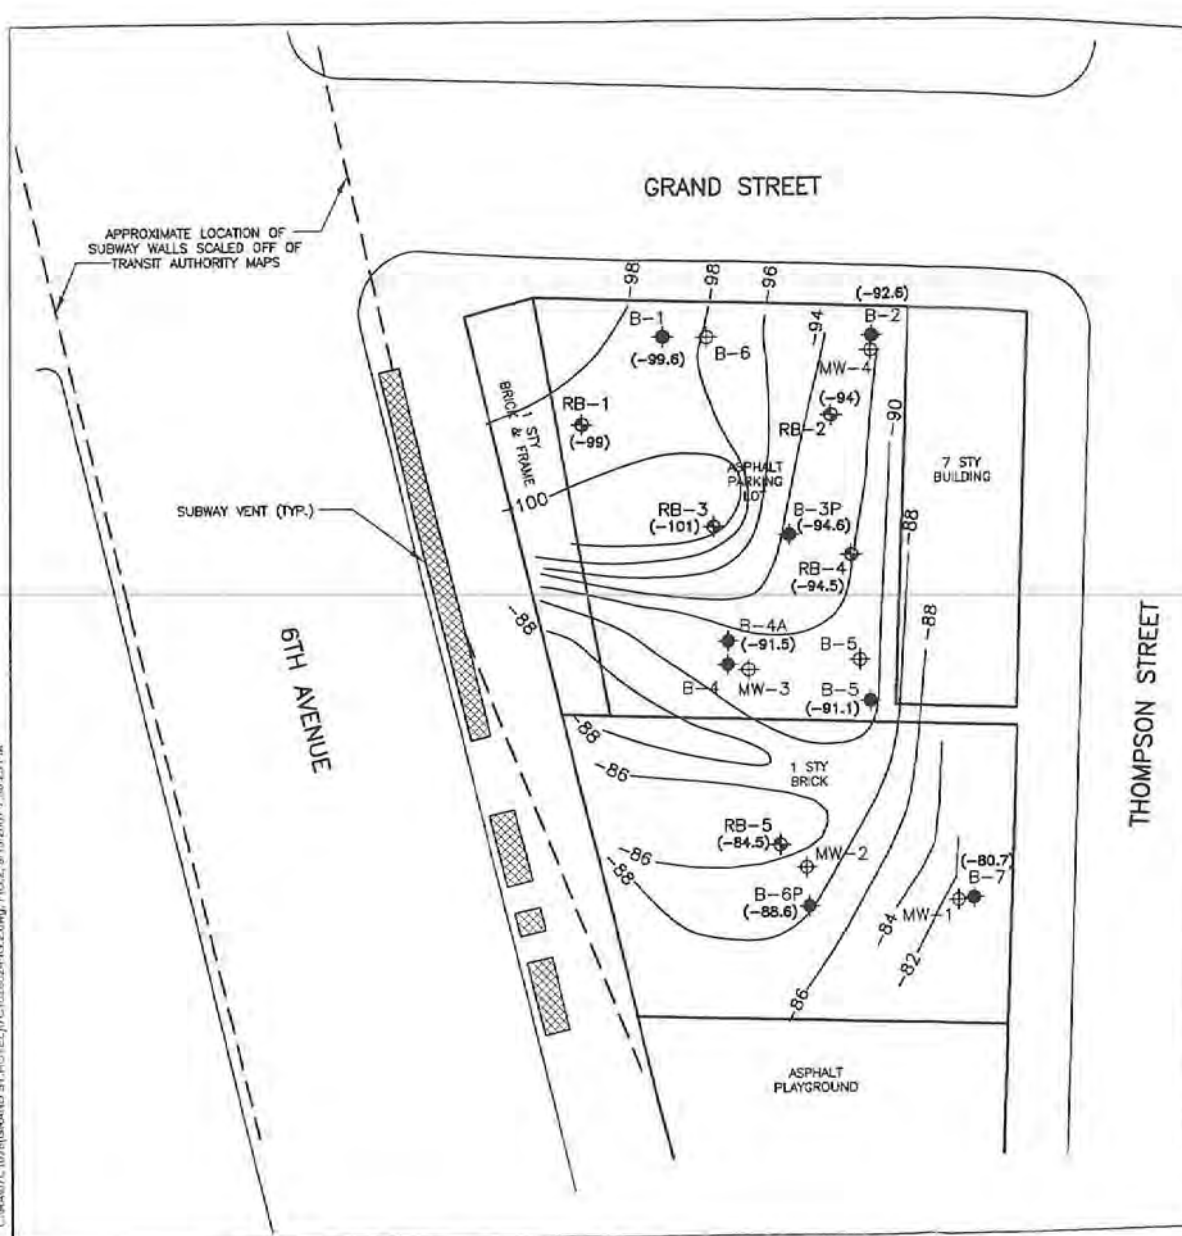 GRAND STREET
APPROXIMATE LOCATION OF
SUBWAY WALLS SCALED OFF OF
TRANSIT AUTHORITY MAPS
-98
-98
-96
-94
(-92.6)
B-2
B-1
(-99.6)
B-6
MW-4
(-94)
RB-2
-90
RB-1
(-99)
1 STY
BRICK & FRAME
ASPHALT
PARKING
LOT
7 STY
BUILDING
-100
SUBWAY VENT (TYP.)
RB-3
(-101)
B-3P
(-94.6)
RB-4
(-94.5)
-88
-88
-88
B-4A
(-91.5)
B-4
MW-3
B-5
B-5
(-91.1)
6TH AVENUE
THOMPSON STREET
-88
-86
1 STY
BRICK
RB-5
(-84.5)
MW-2
-86
-88
B-6P
(-88.6)
(-80.7)
B-7
MW-1
-84
-82
-86
ASPHALT
PLAYGROUND